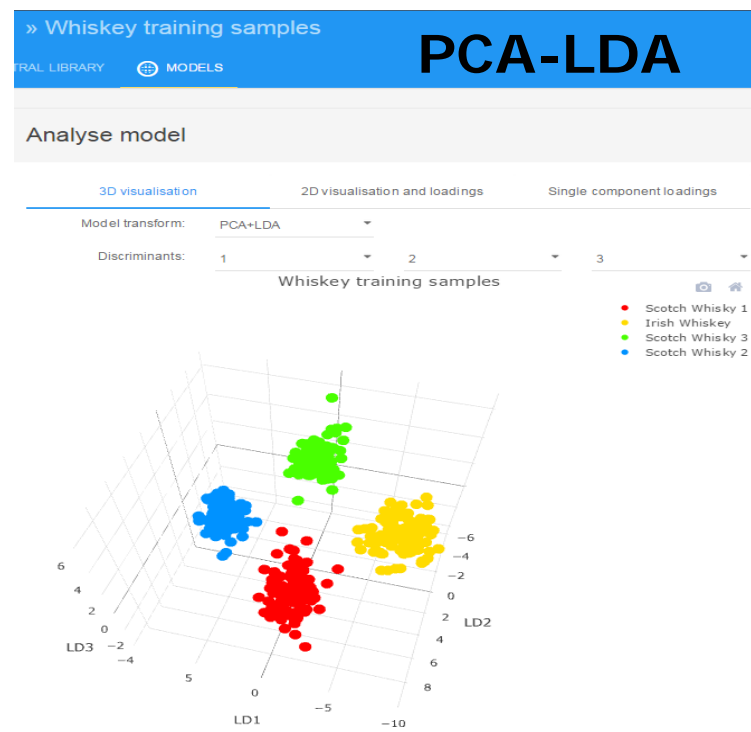 » Whiskey training samples
PCA-LDA
TRAL LIBRARY MODELS
Analyse model
3D visualisation 2D visualisation and loadings Single component loadings
Model transform: PCA+LDA
Discriminants: 1 2 3
Whiskey training samples
Scotch Whisky 1
Irish Whiskey
Scotch Whisky 3
Scotch Whisky 2
6
4
2
0
−2
−4
LD3
5
0
−5
−10
LD1
−6
−4
−2
0
2
4
6
8
LD2